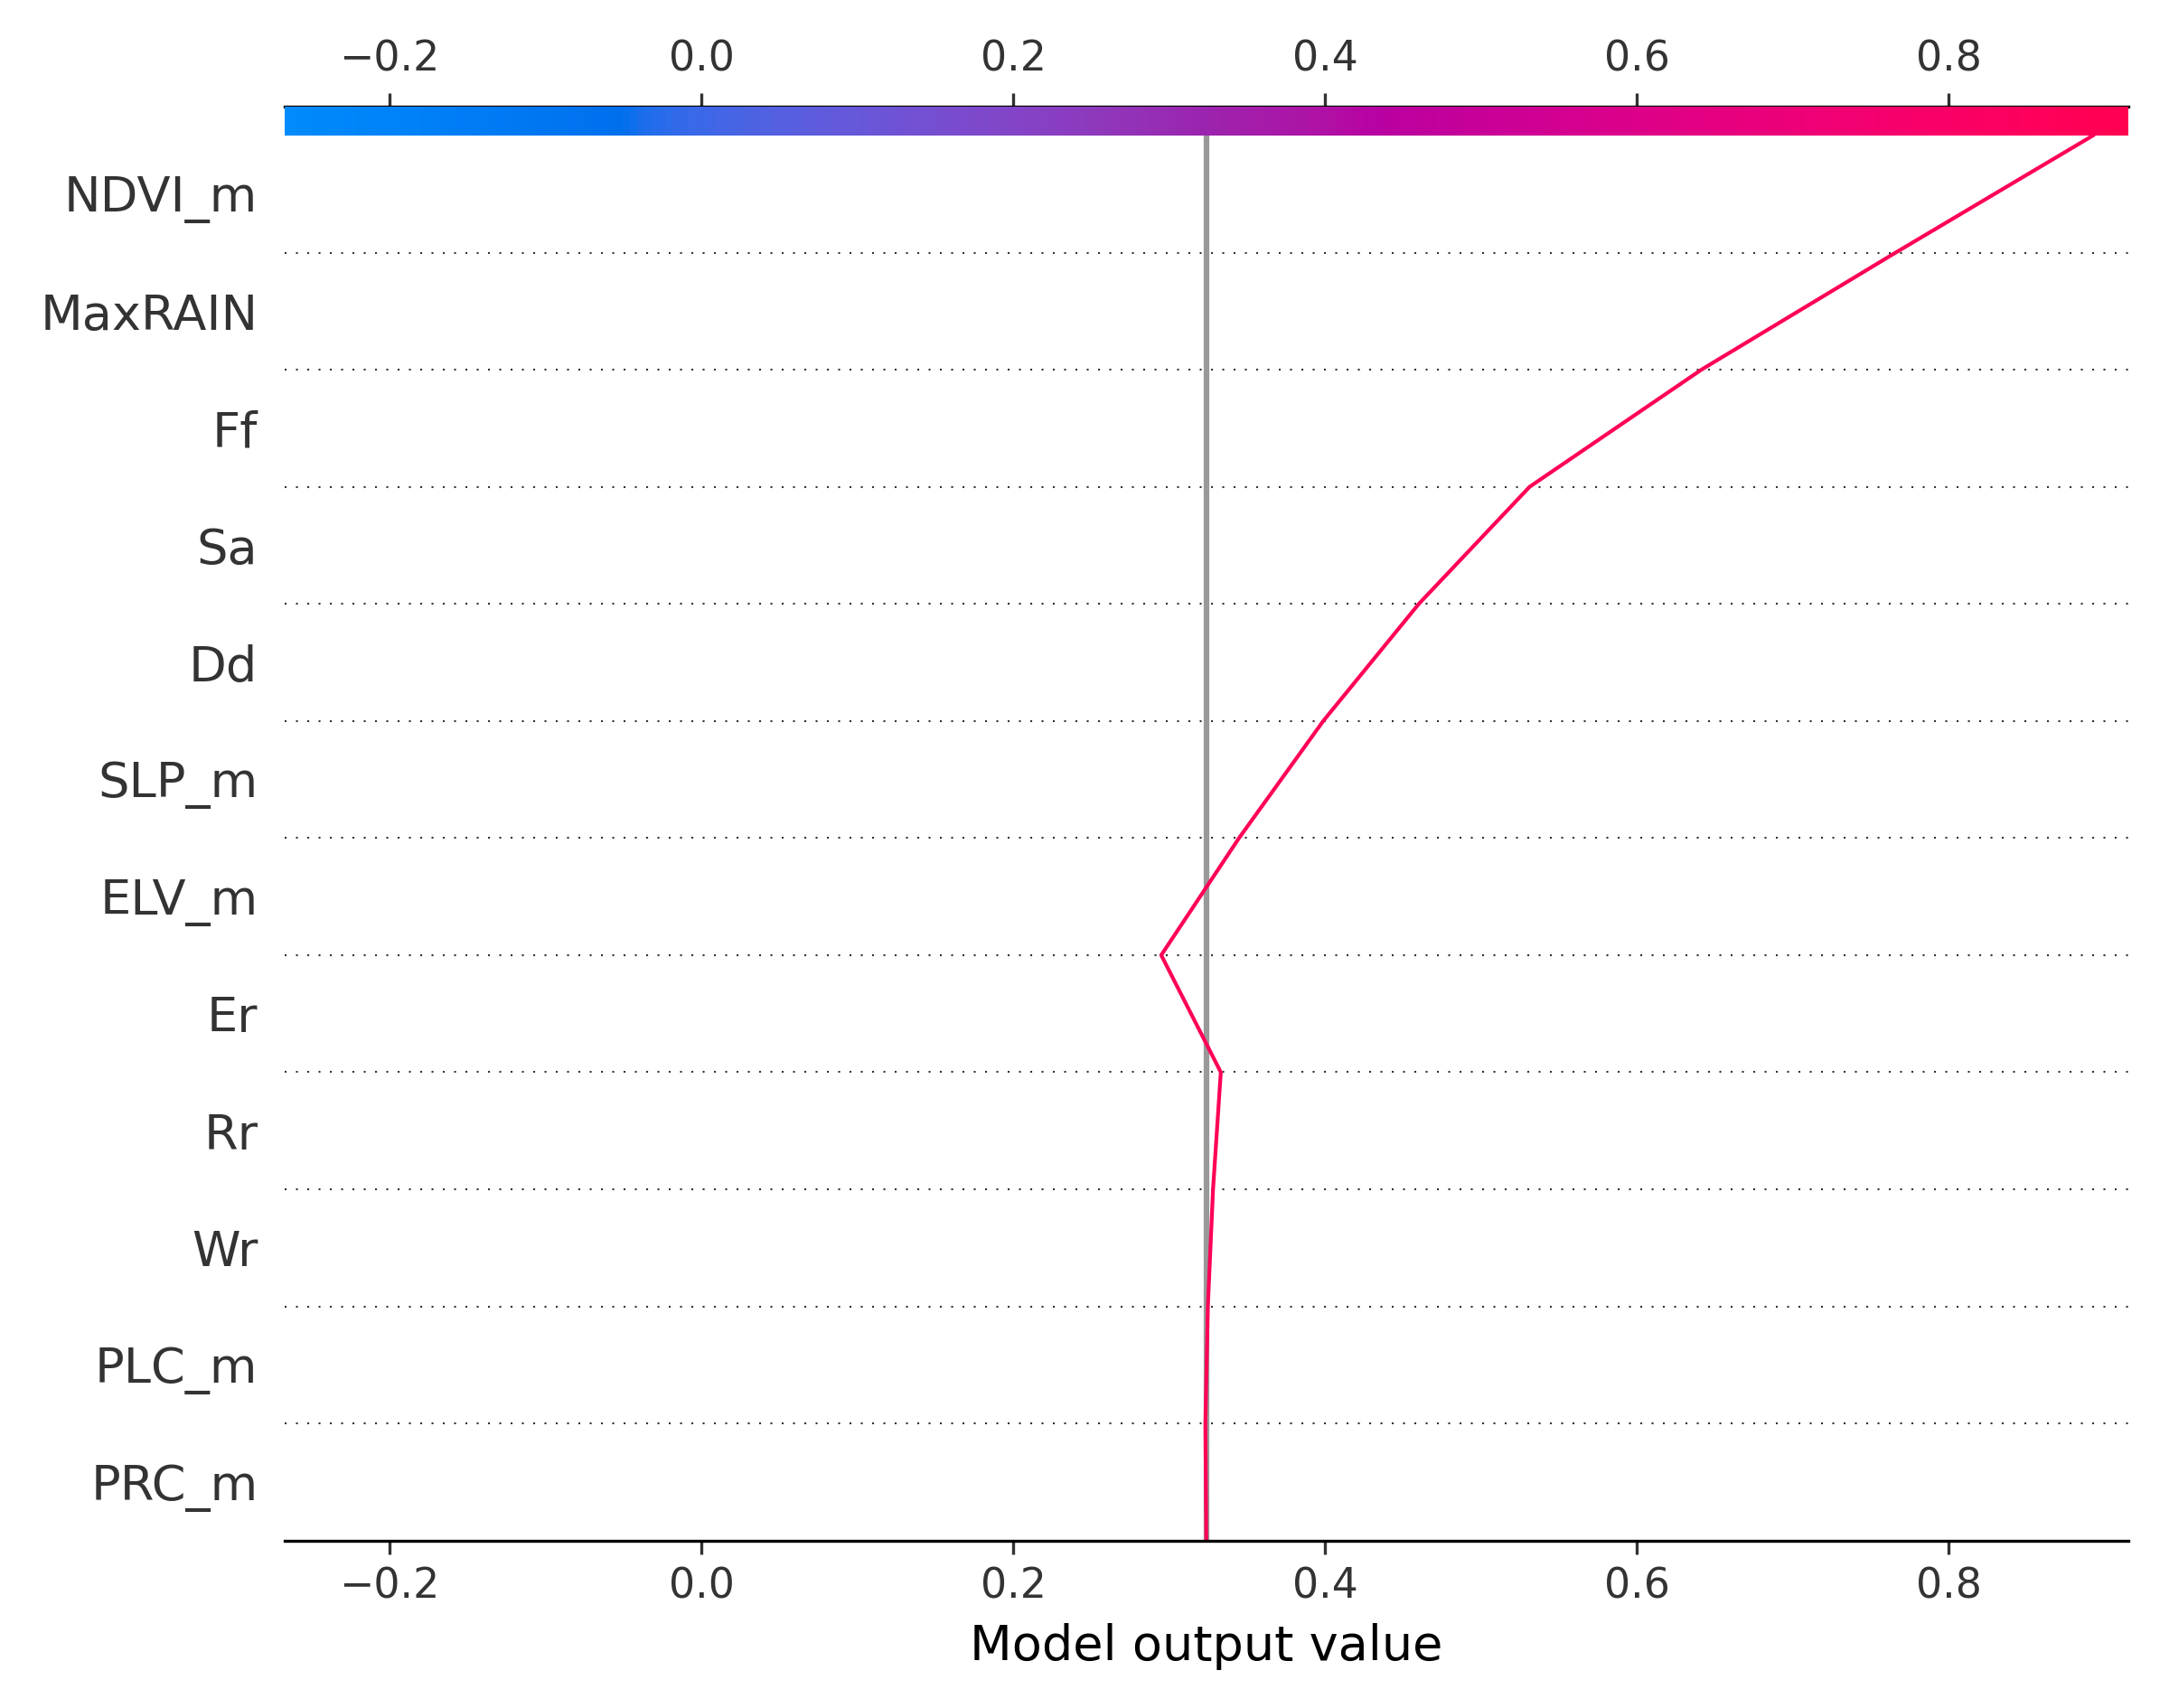 −0.2 0.0 0.2 0.4 0.6 0.8
NDVI_m
MaxRAIN
Ff
Sa
Dd
SLP_m
ELV_m
Er
Rr
Wr
PLC_m
PRC_m
−0.2 0.0 0.2 0.4 0.6 0.8
Model output value